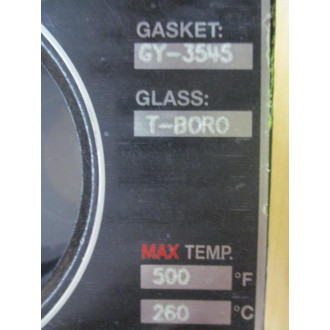 GASKET:
GY-3545
GLASS:
T-BORO
MAX TEMP.
500 °F
260 °C